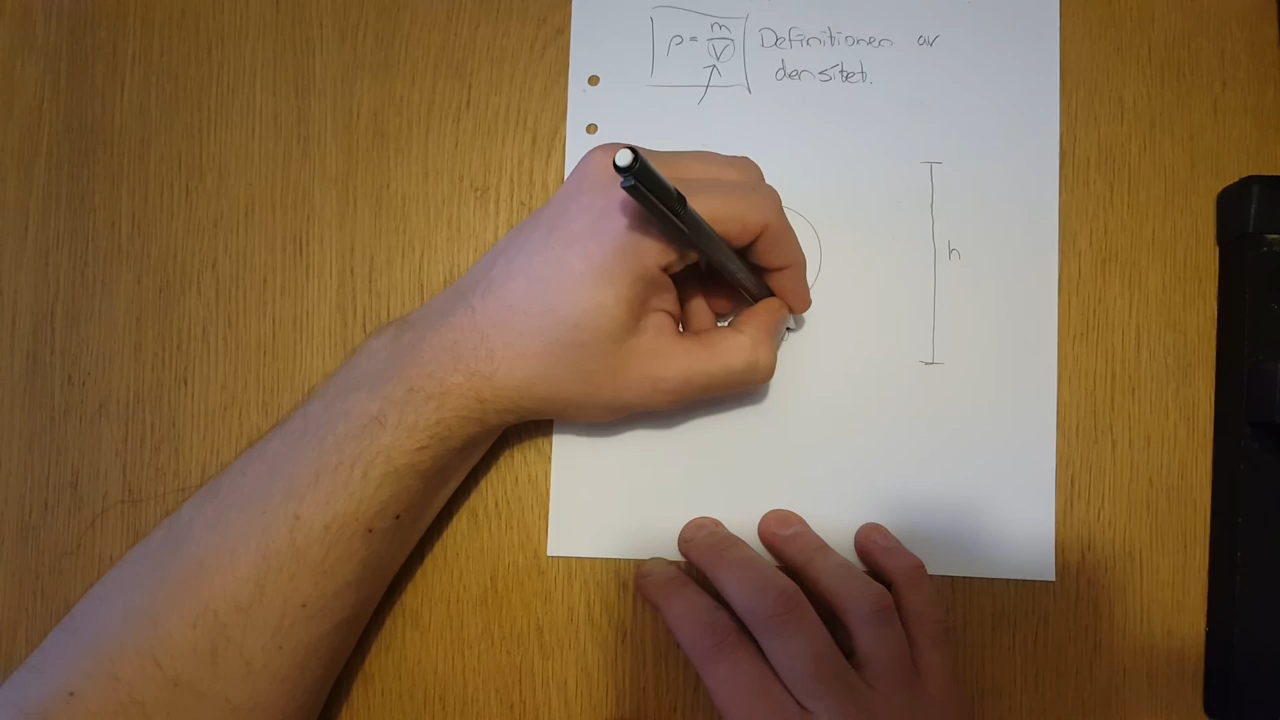 ρ = m/V Definitionen av
densitet.
h